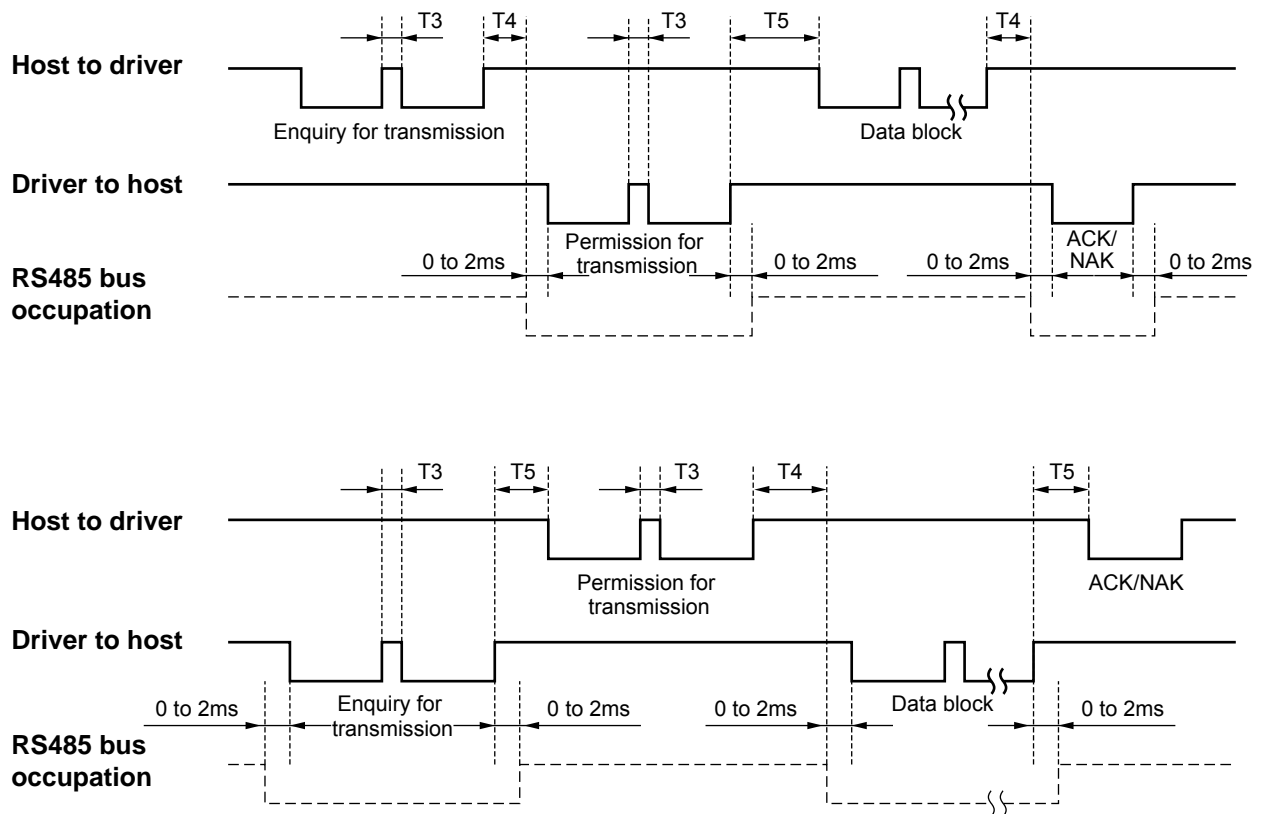 T3 T4 T3 T5 T4
Host to driver
Enquiry for transmission Data block
Driver to host
Permission for
transmission
ACK/
NAK
0 to 2ms 0 to 2ms 0 to 2ms 0 to 2ms
RS485 bus
occupation
T3 T5 T3 T4 T5
Host to driver
Permission for
transmission
ACK/NAK
Driver to host
Enquiry for
transmission
Data block
0 to 2ms 0 to 2ms 0 to 2ms 0 to 2ms
RS485 bus
occupation